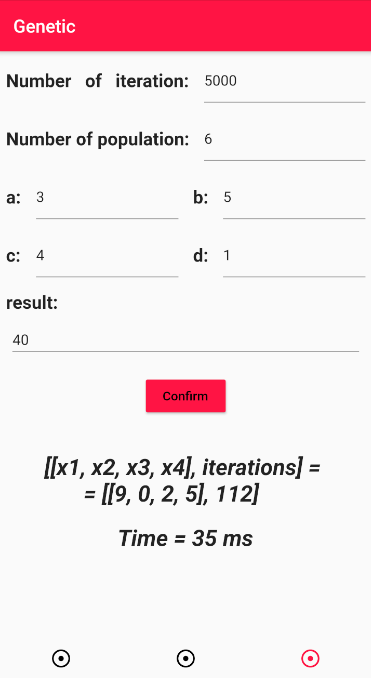 Genetic
Number of iteration: 5000
Number of population: 6
a: 3 b: 5
c: 4 d: 1
result:
40
Confirm
[[x1, x2, x3, x4], iterations] =
= [[9, 0, 2, 5], 112]
Time = 35 ms